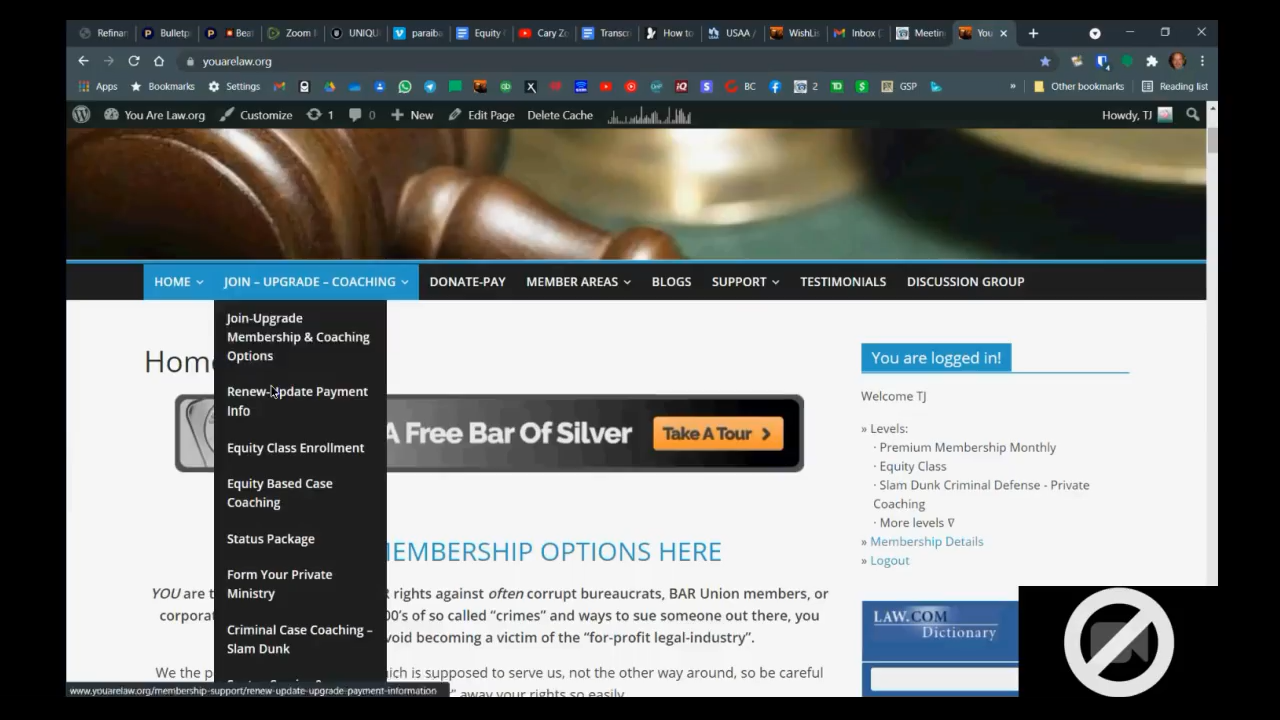 Refinan
Bulletp
Bea
Zoom
UNIQU
paraiba
Equity
Cary Ze
Transcr
How to
USAA /
WishLis
Inbox (
Meetin
You
youarelaw.org
Apps
Bookmarks
Settings
BC
2
GSP
»
Other bookmarks
Reading list
You Are Law.org
Customize
1
0
New
Edit Page
Delete Cache
Howdy, TJ
HOME
JOIN – UPGRADE – COACHING
DONATE-PAY
MEMBER AREAS
BLOGS
SUPPORT
TESTIMONIALS
DISCUSSION GROUP
Join-Upgrade
Membership & Coaching
Options
Renew-Update Payment
Info
Equity Class Enrollment
Equity Based Case
Coaching
Status Package
Form Your Private
Ministry
Criminal Case Coaching –
Slam Dunk
Hom
A Free Bar Of Silver
Take A Tour
EMBERSHIP OPTIONS HERE
YOU are t
R rights against often corrupt bureaucrats, BAR Union members, or
corporat
00's of so called "crimes" and ways to sue someone out there, you
void becoming a victim of the "for-profit legal-industry".
We the p
hich is supposed to serve us, not the other way around, so be careful
away your rights so easily.
You are logged in!
Welcome TJ
» Levels:
· Premium Membership Monthly
· Equity Class
· Slam Dunk Criminal Defense - Private
Coaching
· More levels ∇
» Membership Details
» Logout
LAW.COM
Dictionary
www.youarelaw.org/membership-support/renew-update-upgrade-payment-information